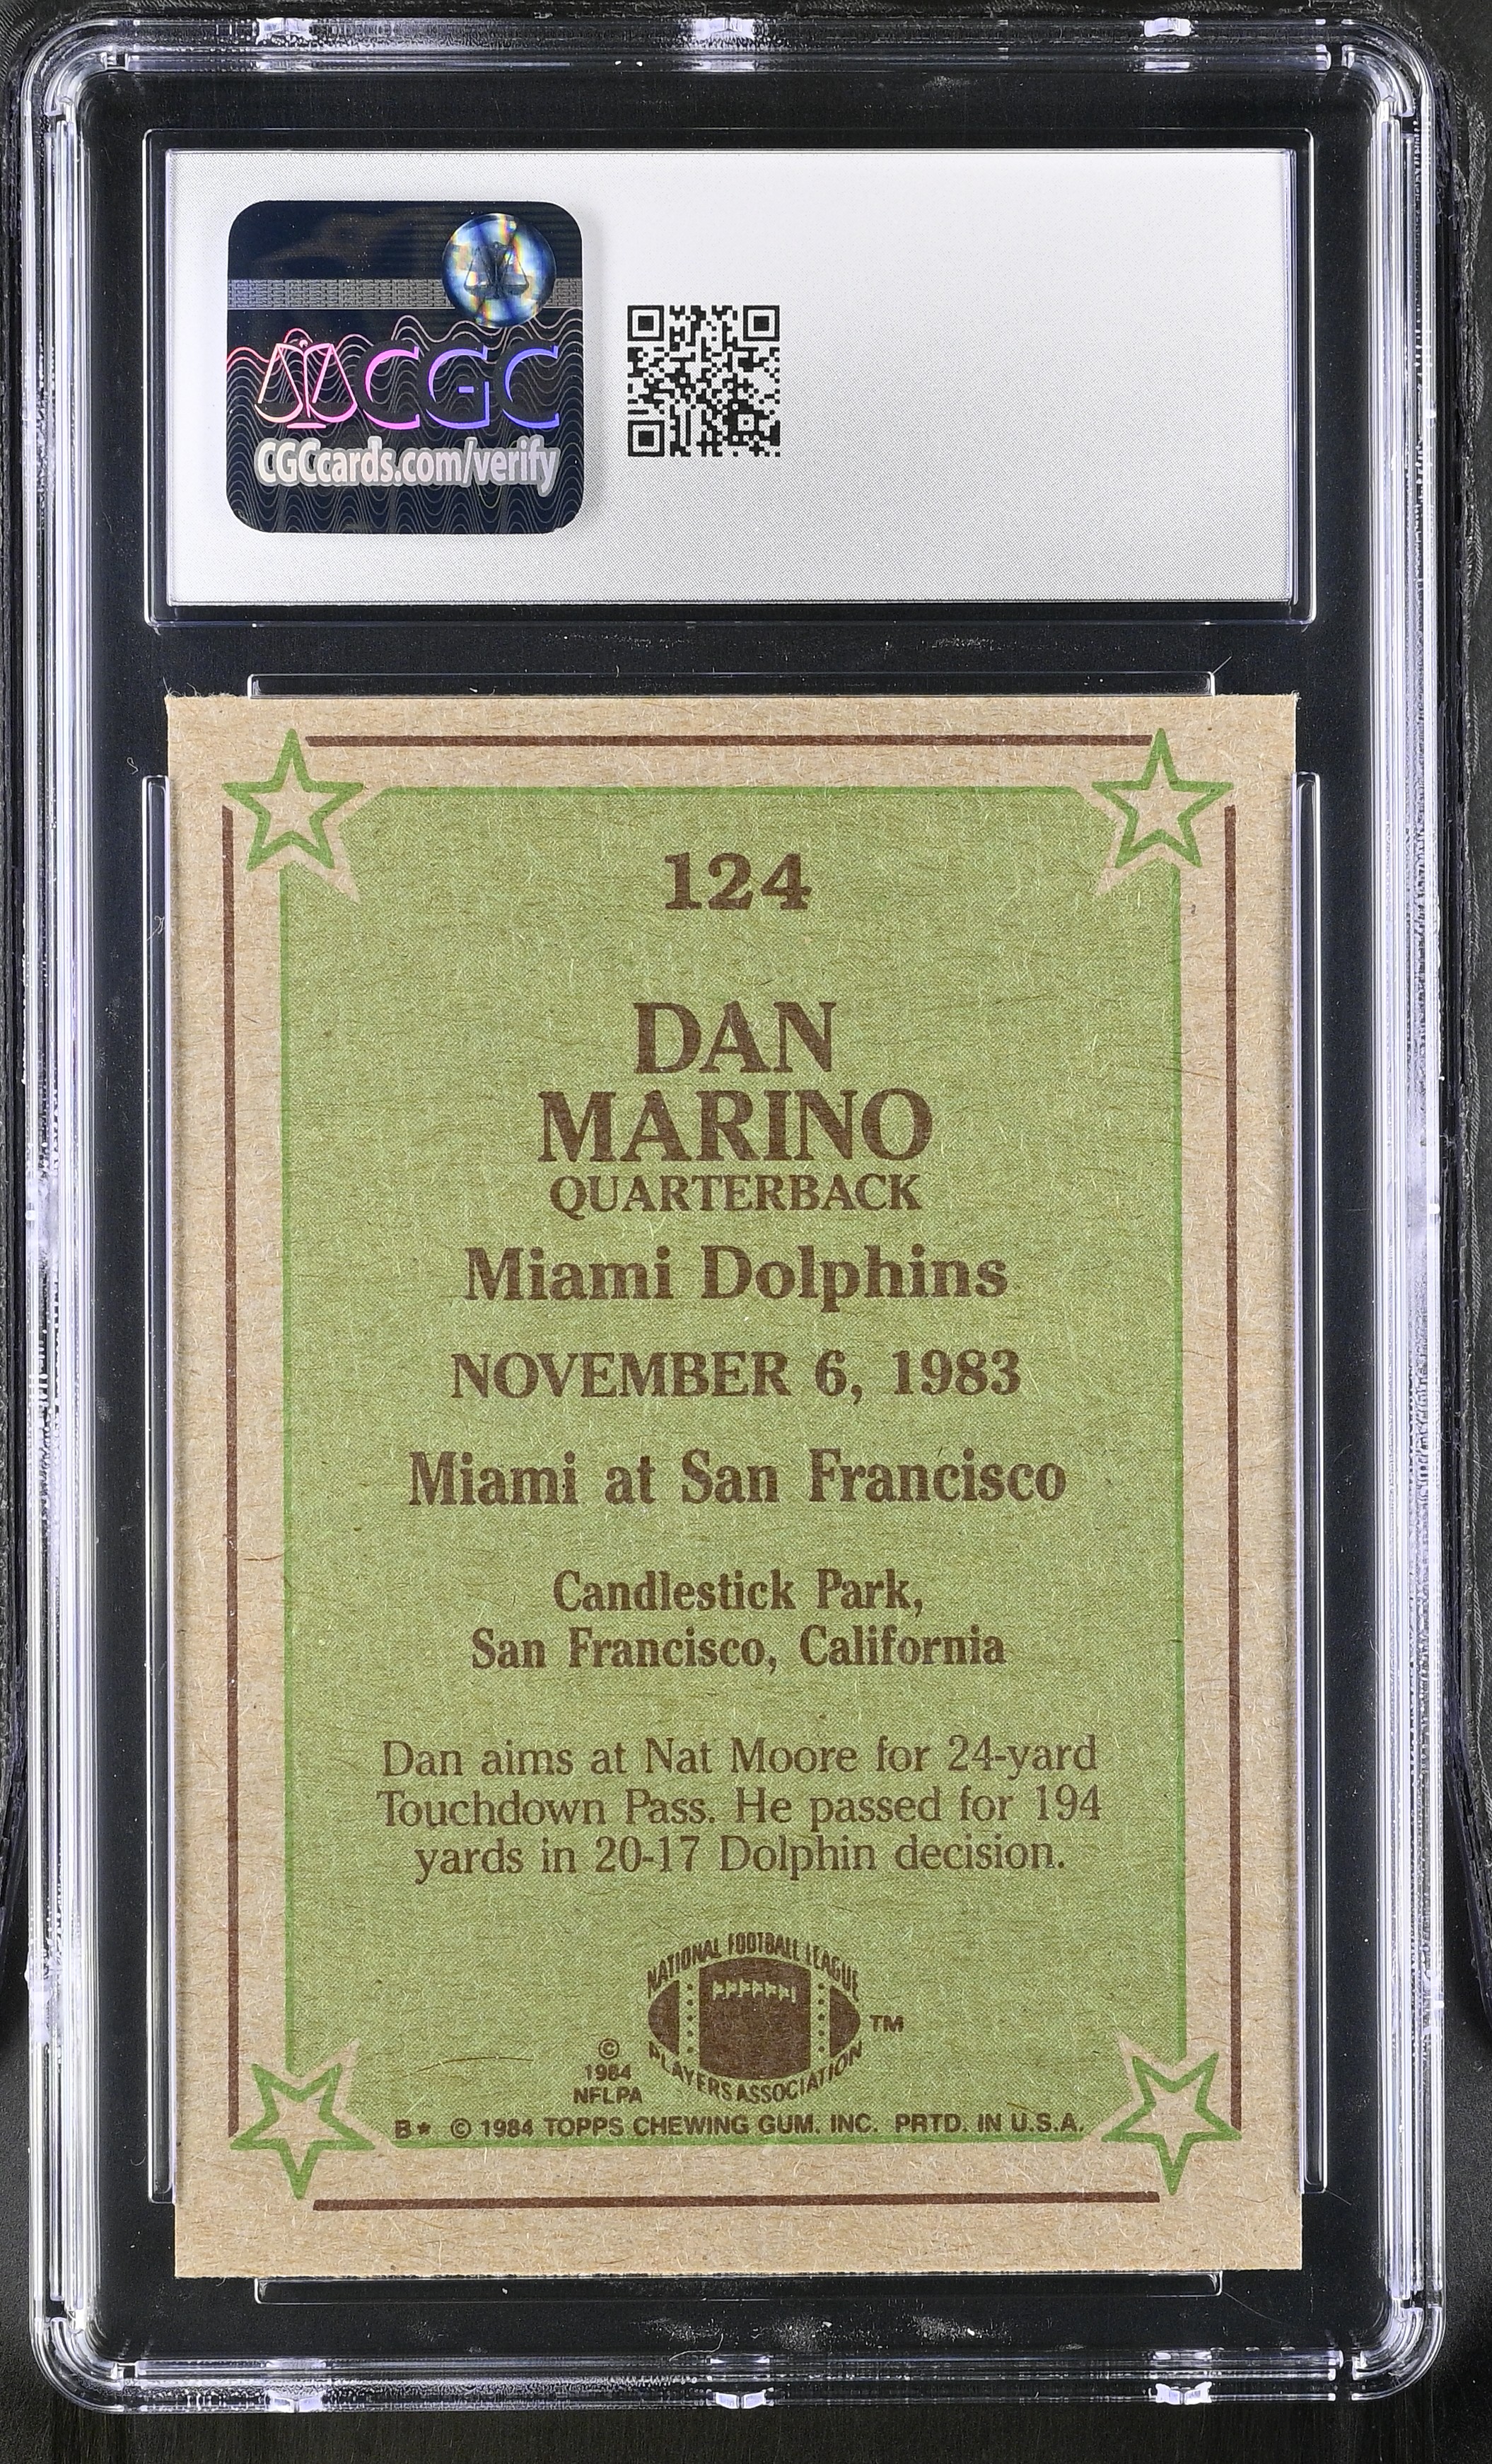 CGC
CGCcards.com/verify
124
DAN
MARINO
QUARTERBACK
Miami Dolphins
NOVEMBER 6, 1983
Miami at San Francisco
Candlestick Park,
San Francisco, California
Dan aims at Nat Moore for 24-yard
Touchdown Pass. He passed for 194
yards in 20-17 Dolphin decision.
NATIONAL FOOTBALL LEAGUE
PLAYERS ASSOCIATION
TM
©
1984
NFLPA
B* © 1984 TOPPS CHEWING GUM. INC. PRTD. IN U.S.A.